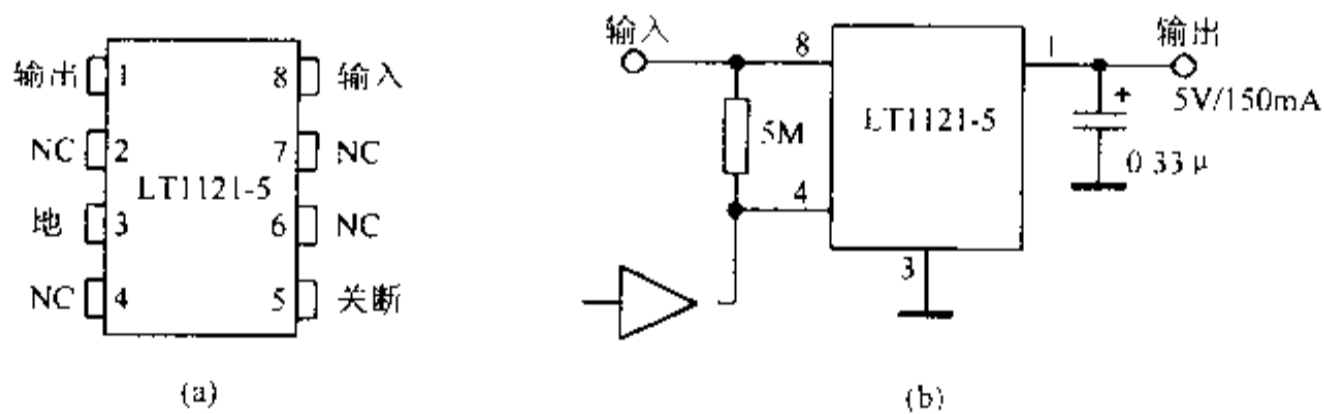 输出 1 8 输入
NC 2 7 NC
LT1121-5
地 3 6 NC
NC 4 5 关断
(a)
输入 8 1 输出
5V/150mA
LT1121-5
5M
+
0.33μ
4
3
(b)